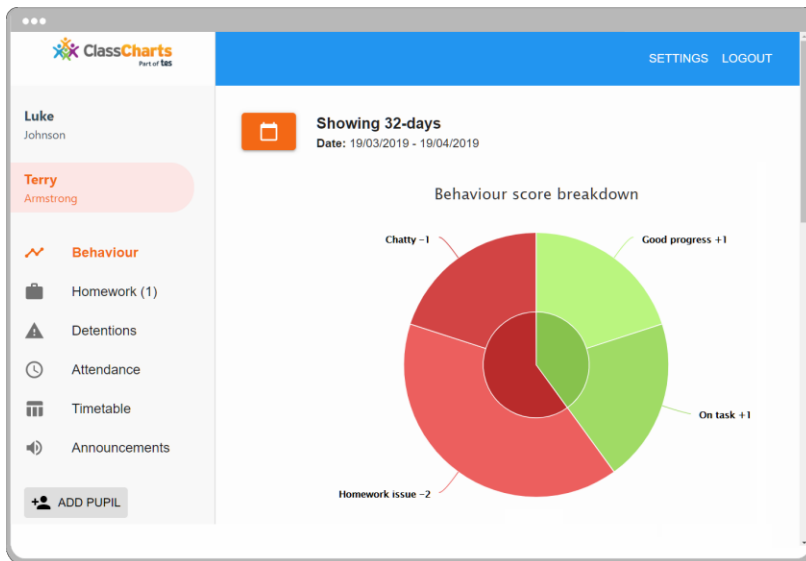 ClassCharts
Part of tes
SETTINGS LOGOUT
Luke
Johnson
Terry
Armstrong
Behaviour
Homework (1)
Detentions
Attendance
Timetable
Announcements
ADD PUPIL
Showing 32-days
Date: 19/03/2019 - 19/04/2019
Behaviour score breakdown
Chatty -1
Good progress +1
On task +1
Homework issue -2